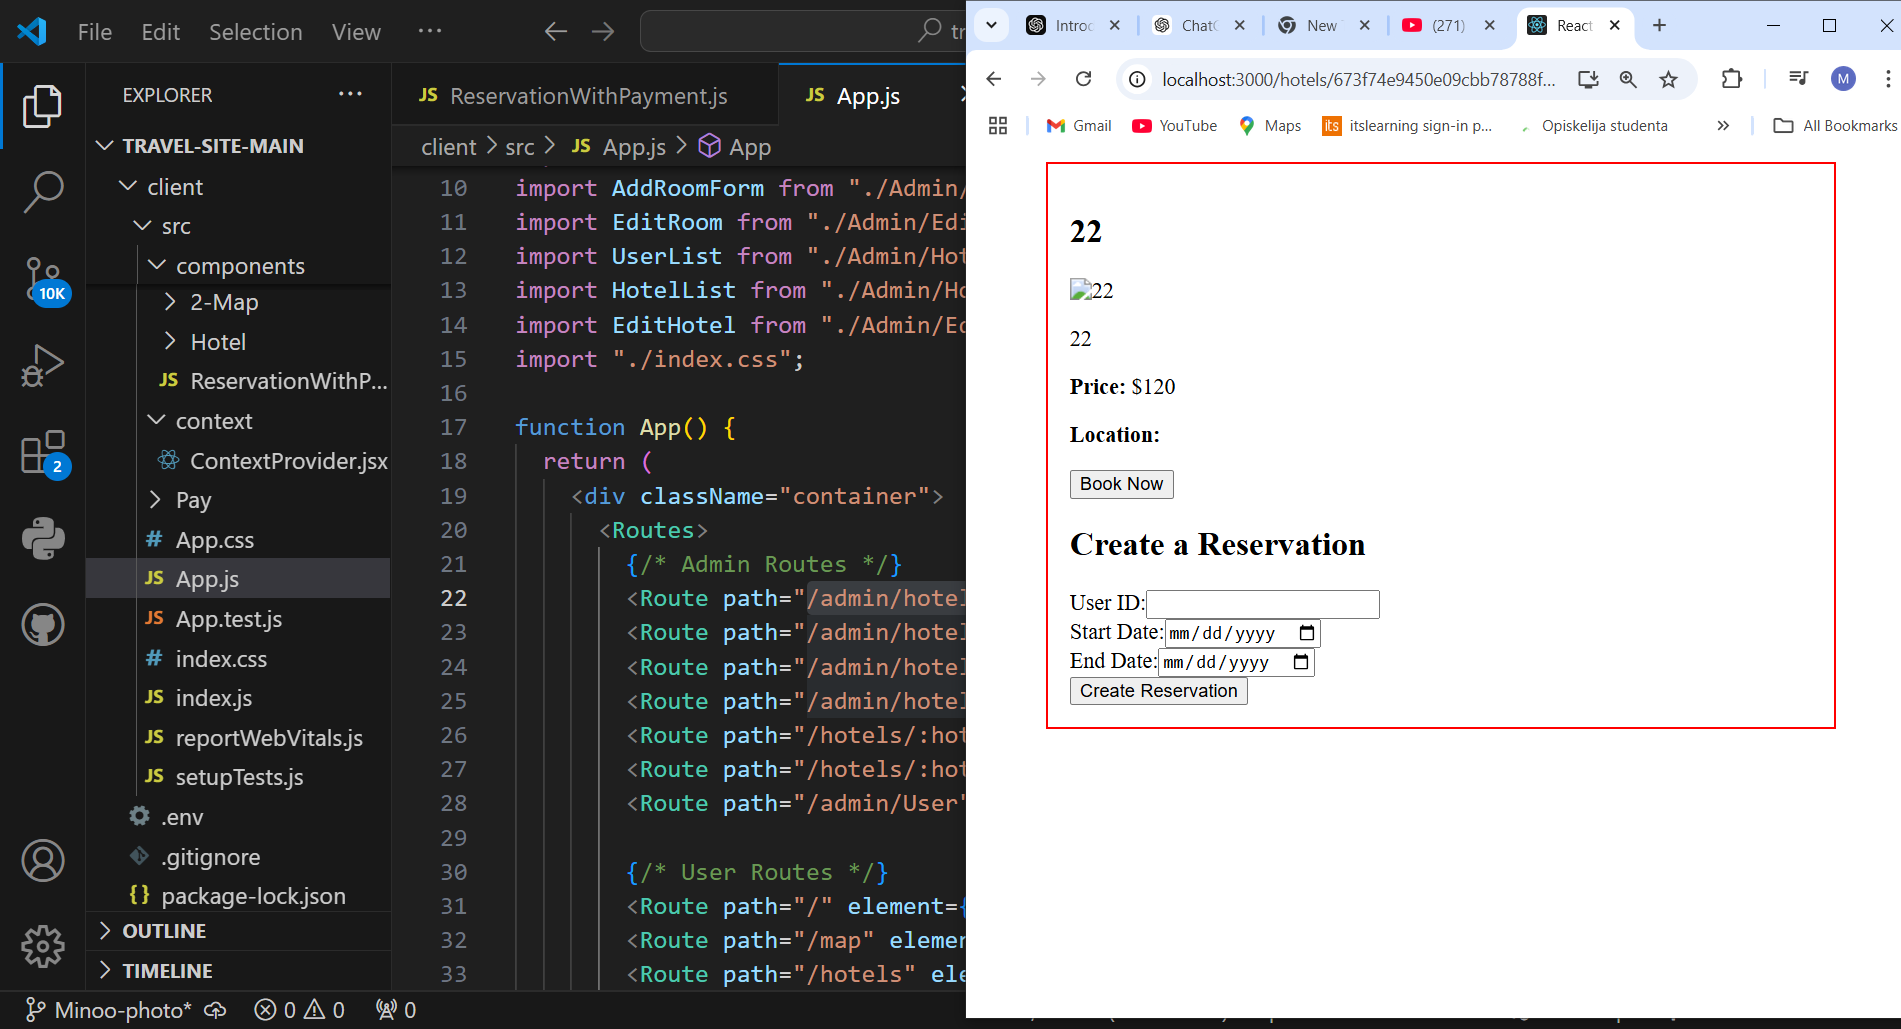 File Edit Selection View ...
EXPLORER ...
TRAVEL-SITE-MAIN
client
src
components
2-Map
Hotel
JS ReservationWithP...
context
ContextProvider.jsx
Pay
# App.css
JS App.js
JS App.test.js
# index.css
JS index.js
JS reportWebVitals.js
JS setupTests.js
.env
.gitignore
{} package-lock.json
OUTLINE
TIMELINE
10K
2
Minoo-photo* 0 0 0
JS ReservationWithPayment.js
JS App.js
client > src > JS App.js > App
10 import AddRoomForm from "./Admin/
11 import EditRoom from "./Admin/Edi
12 import UserList from "./Admin/Hot
13 import HotelList from "./Admin/Ho
14 import EditHotel from "./Admin/Ed
15 import "./index.css";
16
17 function App() {
18 return (
19 <div className="container">
20 <Routes>
21 {/* Admin Routes */}
22 <Route path="/admin/hotel
23 <Route path="/admin/hotel
24 <Route path="/admin/hotel
25 <Route path="/admin/hotel
26 <Route path="/hotels/:hot
27 <Route path="/hotels/:hot
28 <Route path="/admin/User"
29
30 {/* User Routes */}
31 <Route path="/" element={
32 <Route path="/map" elemen
33 <Route path="/hotels" ele
Introd
ChatG
New
(271)
React
localhost:3000/hotels/673f74e9450e09cbb78788f...
M
Gmail
YouTube
Maps
its itslearning sign-in p...
Opiskelija studenta
»
All Bookmarks
22
22
22
Price: $120
Location:
Book Now
Create a Reservation
User ID:
Start Date: mm/dd/yyyy
End Date: mm/dd/yyyy
Create Reservation